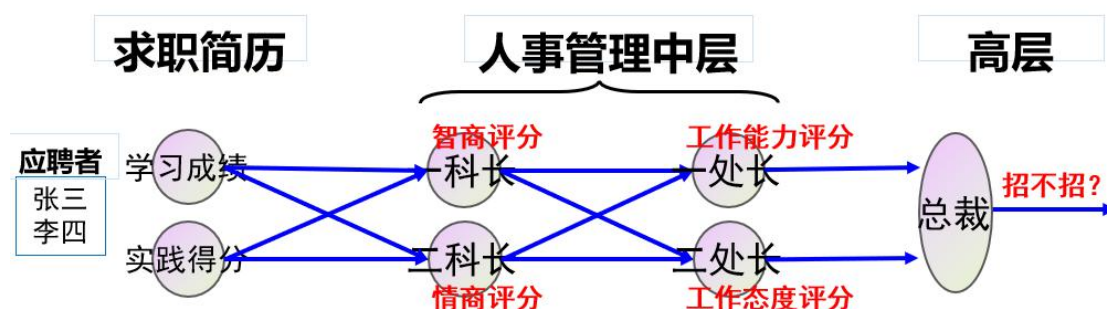 求职简历
人事管理中层
高层
应聘者
张三
李四
学习成绩
实践得分
智商评分
一科长
二科长
情商评分
工作能力评分
一处长
二处长
工作态度评分
总裁
招不招？